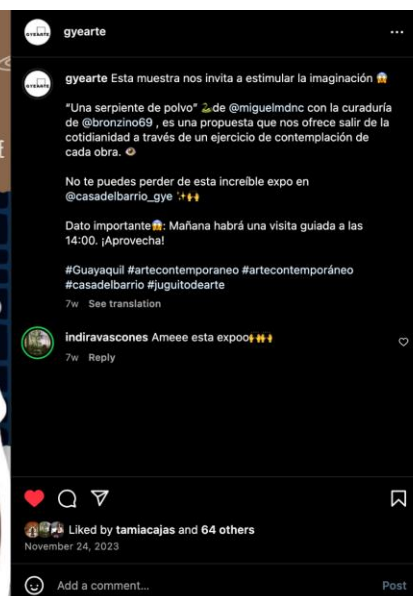 GYEARTE
gyearte
GYEARTE
gyearte Esta muestra nos invita a estimular la imaginación 😱
"Una serpiente de polvo" 🐍de @miguelmdnc con la curaduría
de @bronzino69 , es una propuesta que nos ofrece salir de la
cotidianidad a través de un ejercicio de contemplación de
cada obra.
No te puedes perder de esta increíble expo en
@casadelbarrio_gye ✨🙌
Dato importante😱: Mañana habrá una visita guiada a las
14:00. ¡Aprovecha!
#Guayaquil #artecontemporaneo #artecontemporáneo
#casadelbarrio #juguitodearte
7w See translation
indiravascones Ameee esta expoo🙌🙌
7w Reply
Liked by tamiacajas and 64 others
November 24, 2023
Add a comment...
Post